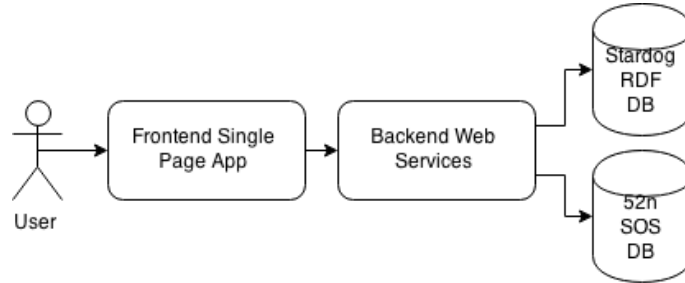 User
Frontend Single
Page App
Backend Web
Services
Stardog
RDF
DB
52n
SOS
DB